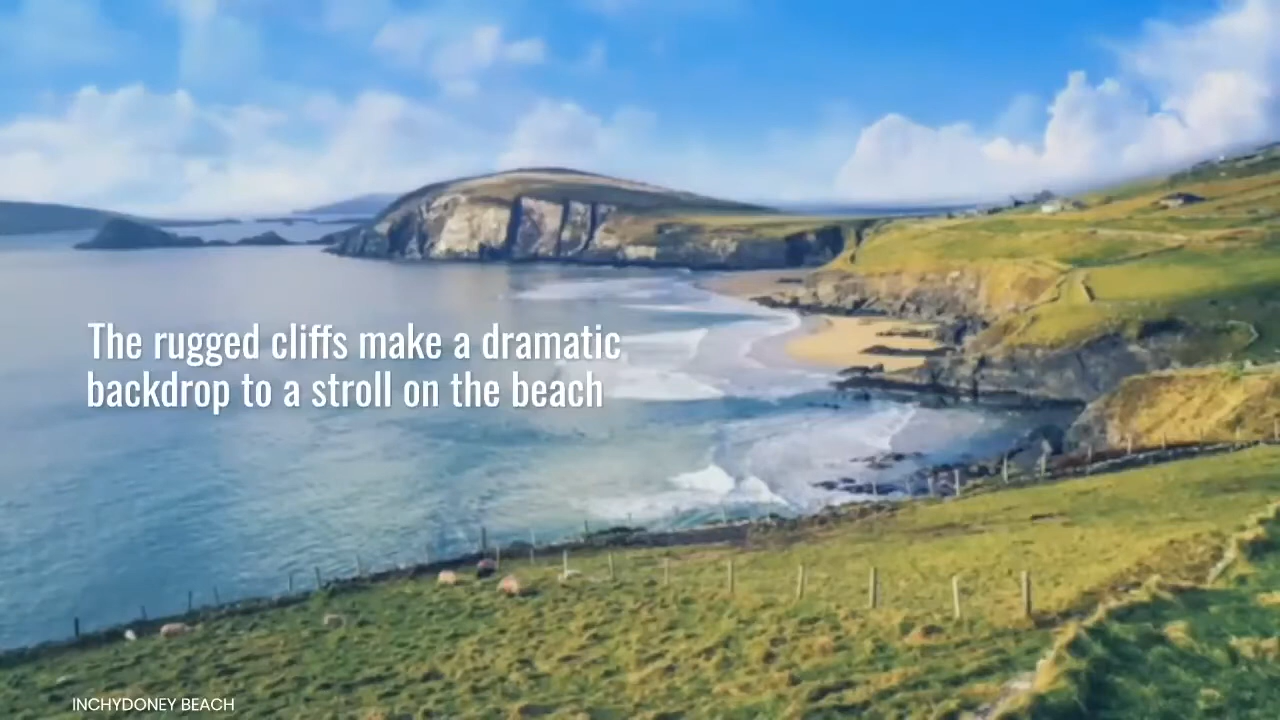 The rugged cliffs make a dramatic
backdrop to a stroll on the beach
INCHYDONEY BEACH